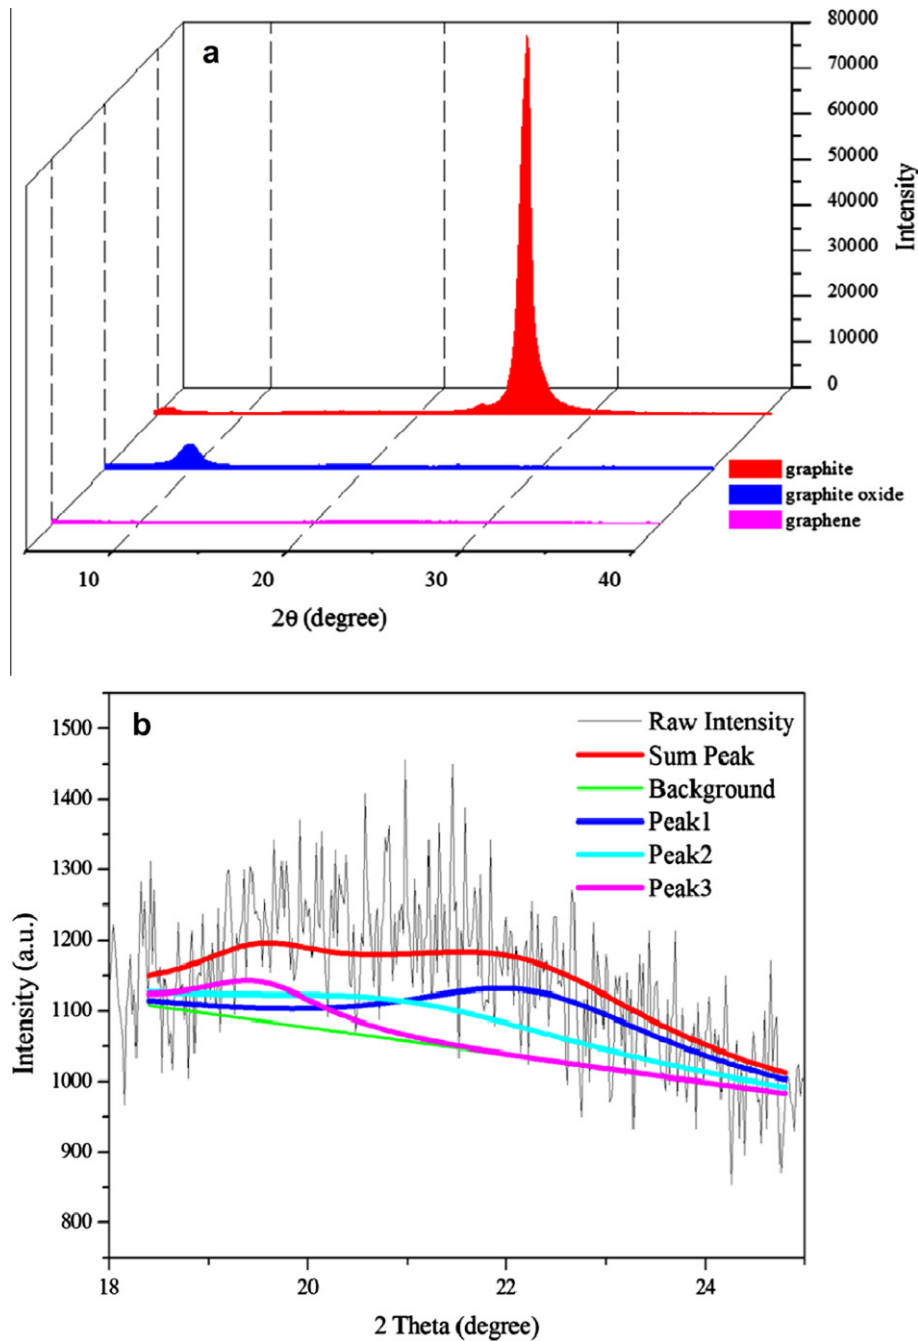 a
80000
70000
60000
50000
40000
30000
20000
10000
0
Intensity
graphite
graphite oxide
graphene
10 20 30 40
2θ (degree)
b
1500
1400
1300
1200
1100
1000
900
800
Intensity (a.u.)
Raw Intensity
Sum Peak
Background
Peak1
Peak2
Peak3
18 20 22 24
2 Theta (degree)